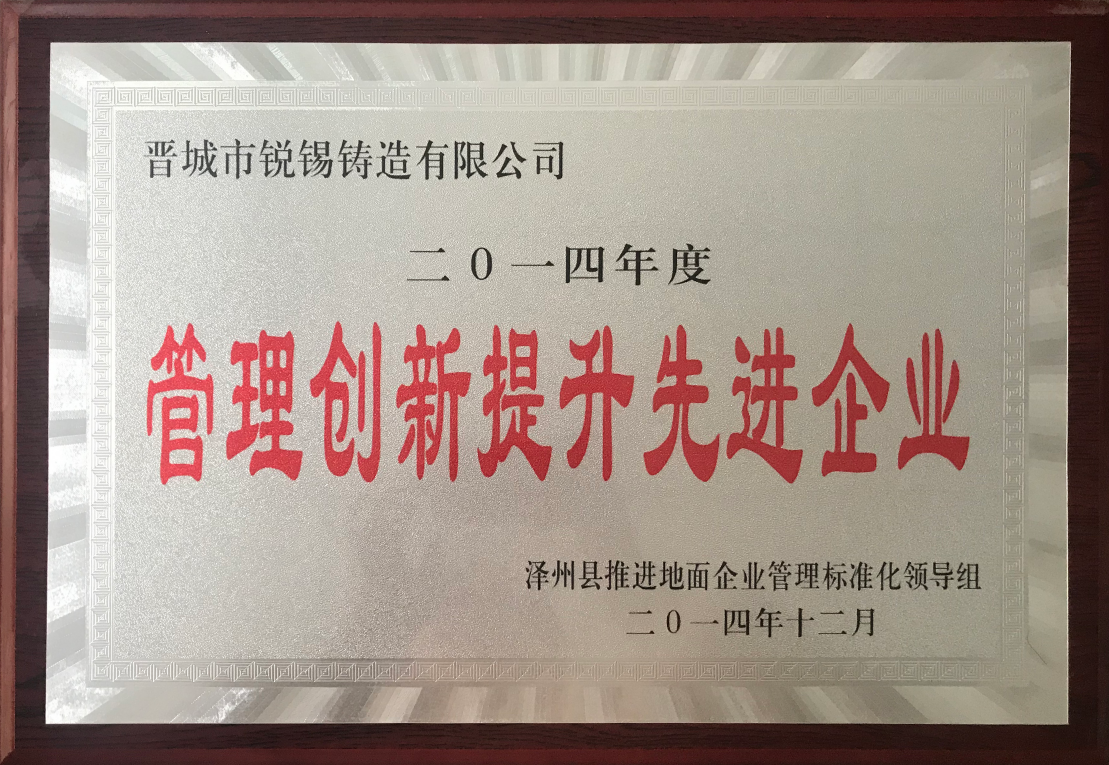 晋城市锐锡铸造有限公司
二0一四年度
管理创新提升先进企业
泽州县推进地面企业管理标准化领导组
二0一四年十二月